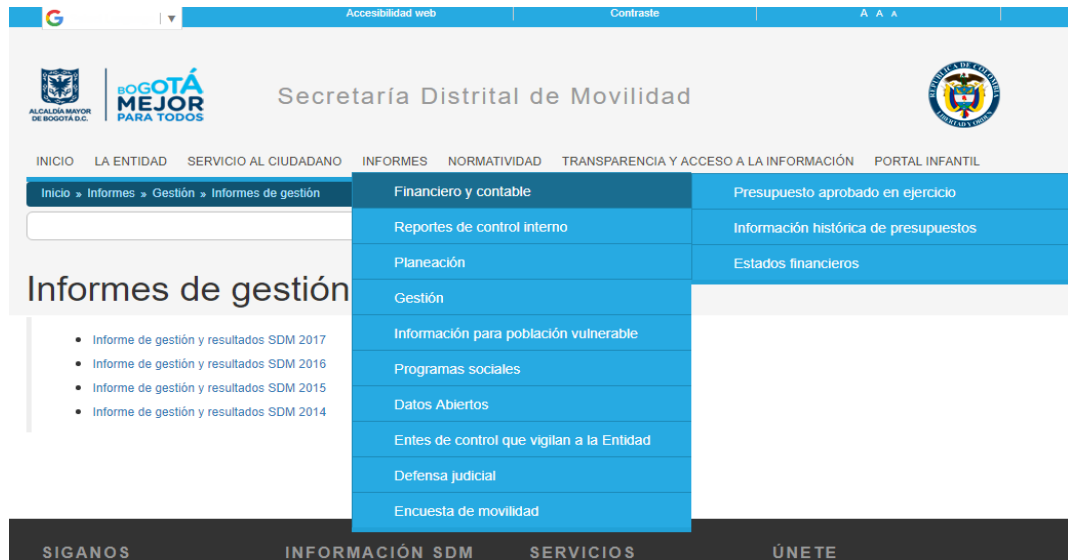 Accesibilidad web
Contraste
A A A
ALCALDÍA MAYOR
DE BOGOTÁ D.C.
BOGOTÁ
MEJOR
PARA TODOS
Secretaría Distrital de Movilidad
REPÚBLICA DE COLOMBIA
LIBERTAD Y ORDEN
INICIO LA ENTIDAD SERVICIO AL CIUDADANO INFORMES NORMATIVIDAD TRANSPARENCIA Y ACCESO A LA INFORMACIÓN PORTAL INFANTIL
Inicio » Informes » Gestión » Informes de gestión
Financiero y contable
Presupuesto aprobado en ejercicio
Reportes de control interno
Información histórica de presupuestos
Planeación
Estados financieros
Informes de gestión
Gestión
Información para población vulnerable
Programas sociales
Datos Abiertos
Entes de control que vigilan a la Entidad
Defensa judicial
Encuesta de movilidad
• Informe de gestión y resultados SDM 2017
• Informe de gestión y resultados SDM 2016
• Informe de gestión y resultados SDM 2015
• Informe de gestión y resultados SDM 2014
SIGANOS INFORMACIÓN SDM SERVICIOS ÚNETE